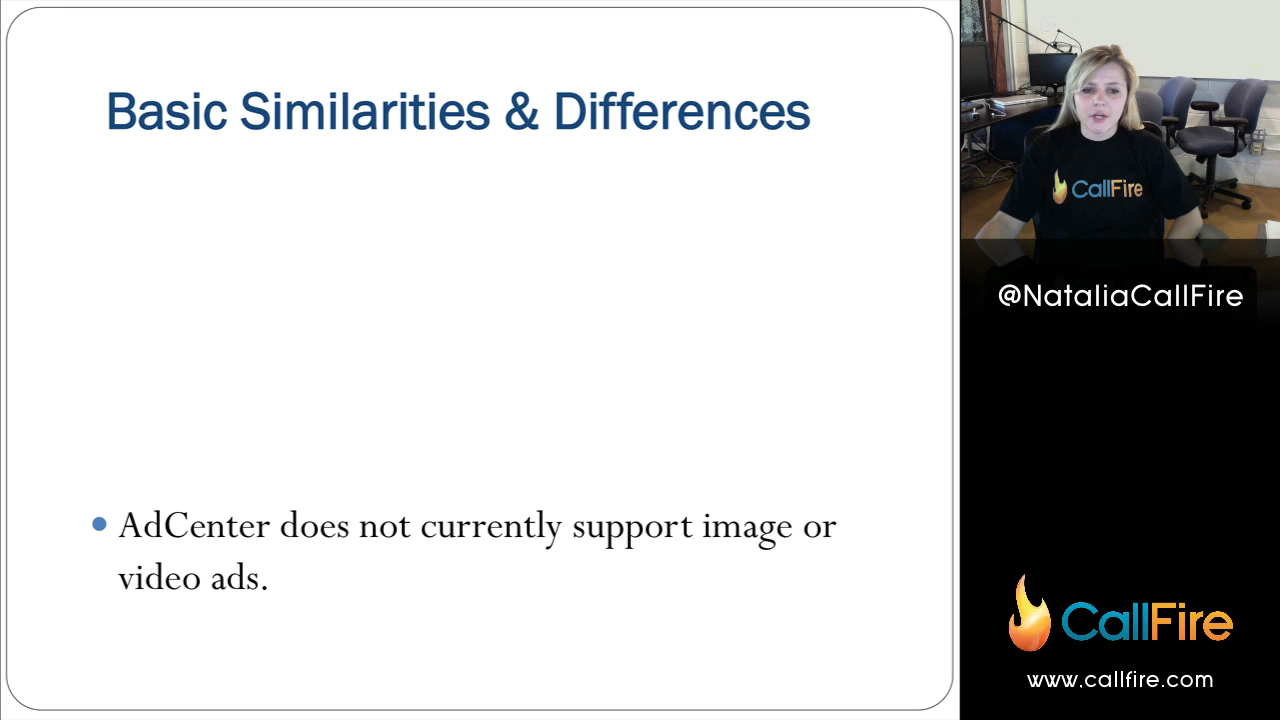 Basic Similarities & Differences
• AdCenter does not currently support image or
video ads.
CallFire
@NataliaCallFire
CallFire
www.callfire.com